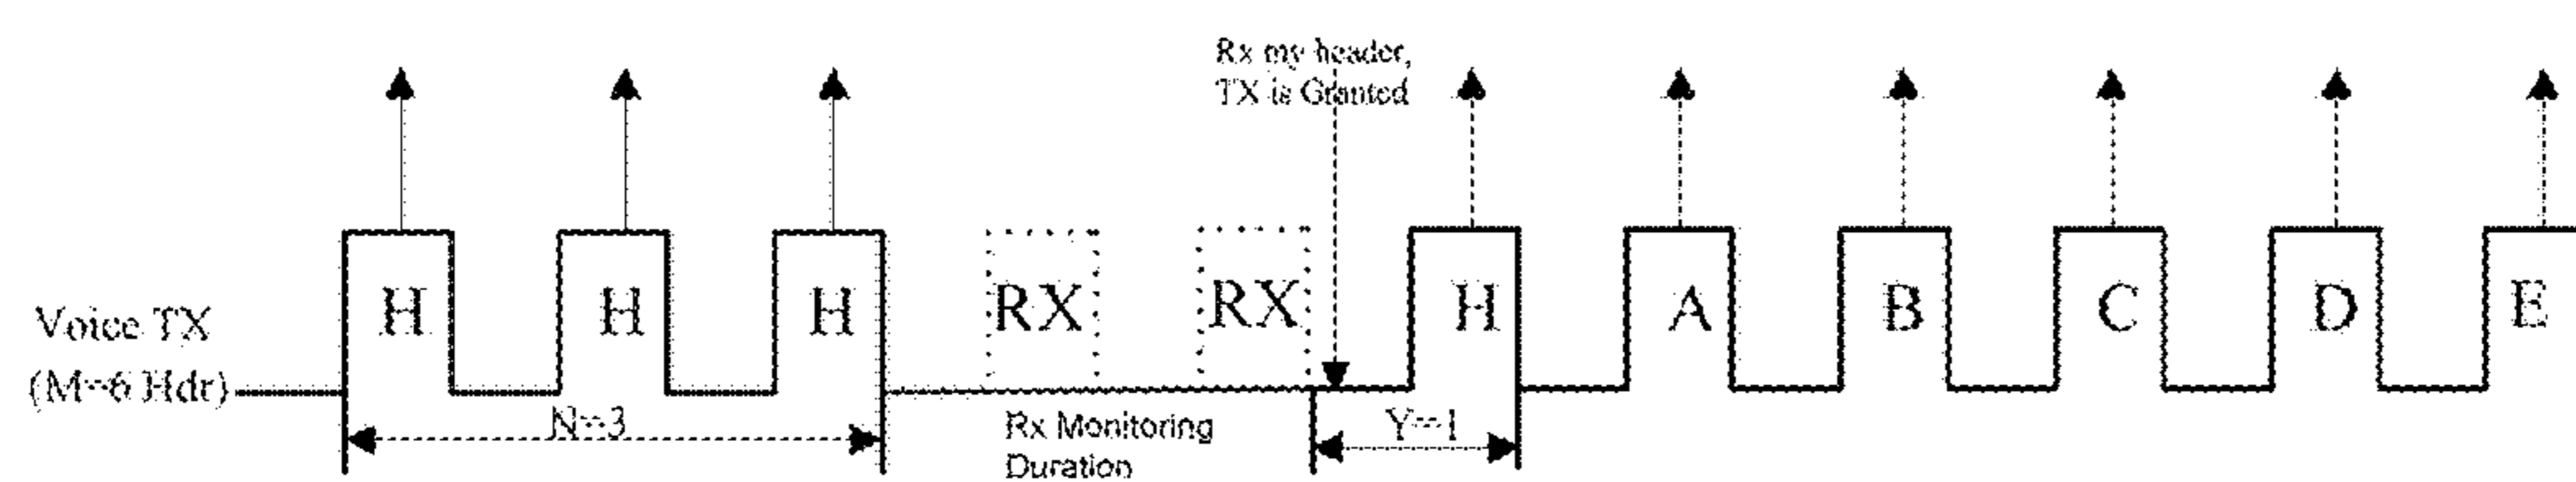 Rx my header,
TX is Granted
H H H RX RX H A B C D E
Voice TX
(M=6 Hdr)
N=3
Rx Monitoring
Duration
Y=1